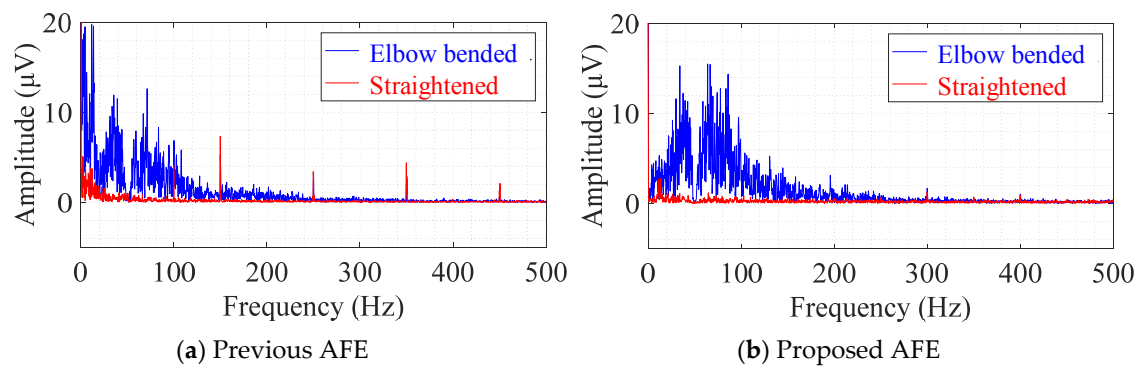 20
10
0
Amplitude (μV)
Elbow bended
Straightened
0 100 200 300 400 500
Frequency (Hz)
(a) Previous AFE
20
10
0
Amplitude (μV)
Elbow bended
Straightened
0 100 200 300 400 500
Frequency (Hz)
(b) Proposed AFE